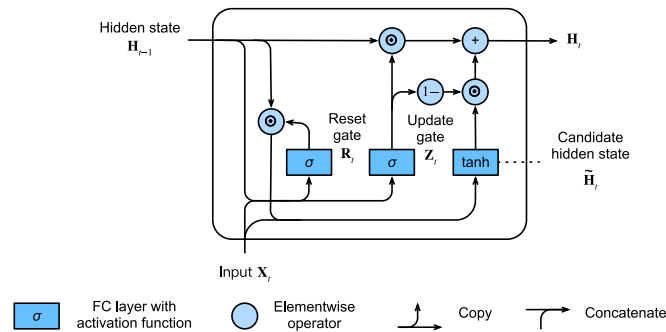 Hidden state
H_{t−1}
H_t
+
1−
Reset
gate
R_t
Update
gate
Z_t
Candidate
hidden state
H̃_t
σ
σ
tanh
Input X_t
σ
FC layer with
activation function
Elementwise
operator
Copy
Concatenate